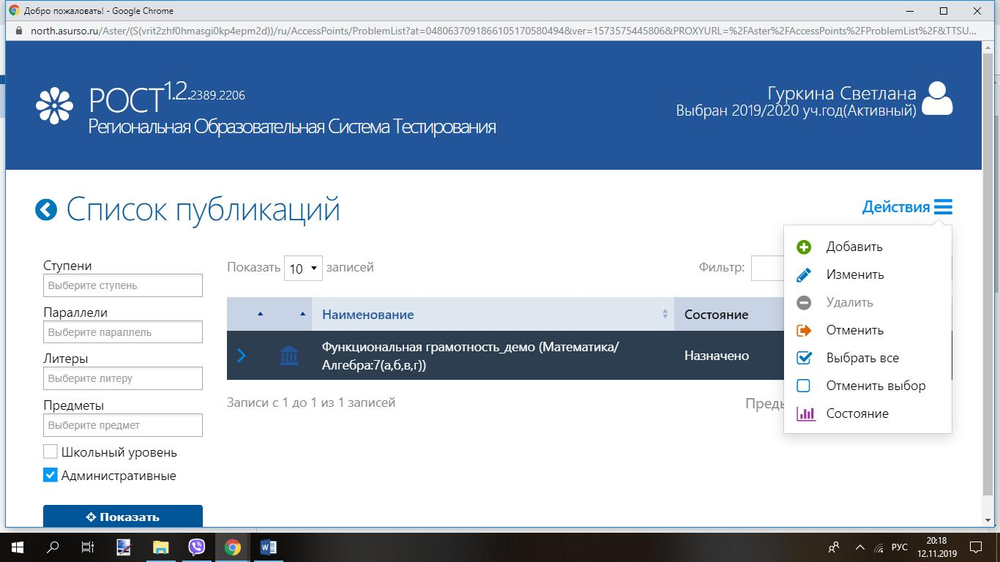 Добро пожаловать! - Google Chrome
north.asurso.ru/Aster/(S(vrit2zhf0hmasgi0kp4epm2d))/ru/AccessPoints/ProblemList?at=0480637091866105170580494&ver=1573575445806&PROXYURL=%2FAster%2FAccessPoints%2FProblemList%2F&TTSU...
РОСТ1.2.2389.2206
Региональная Образовательная Система Тестирования
Гуркина Светлана
Выбран 2019/2020 уч.год(Активный)
Список публикаций
Действия
Добавить
Изменить
Удалить
Отменить
Выбрать все
Отменить выбор
Состояние
Ступени
Выберите ступень
Параллели
Выберите параллель
Литеры
Выберите литеру
Предметы
Выберите предмет
Школьный уровень
Административные
Показать
Показать 10 записей
Фильтр:
Наименование
Состояние
Функциональная грамотность_демо (Математика/
Алгебра:7(а,б,в,г))
Назначено
Записи с 1 до 1 из 1 записей
Преды
РУС
20:18
12.11.2019